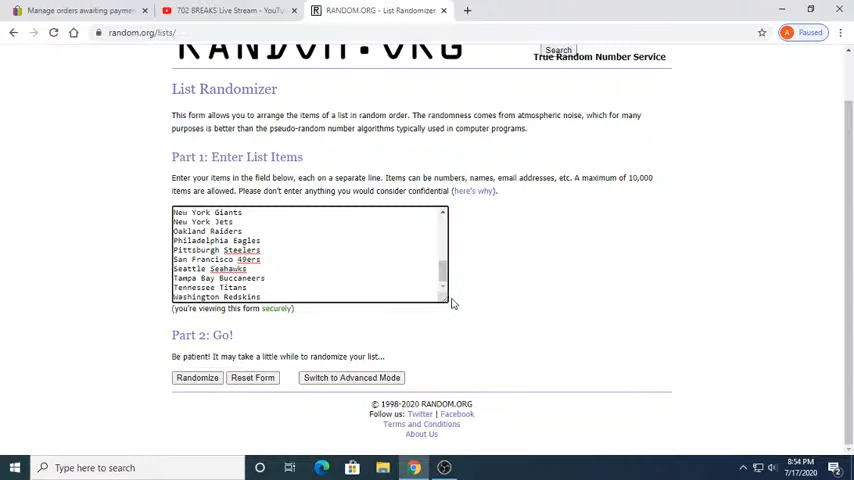 Manage orders awaiting paymen
702 BREAKS Live Stream - YouTu
RANDOM.ORG - List Randomizer
random.org/lists/
A Paused
RANDOM.ORG
Search
True Random Number Service
List Randomizer
This form allows you to arrange the items of a list in random order. The randomness comes from atmospheric noise, which for many
purposes is better than the pseudo-random number algorithms typically used in computer programs.
Part 1: Enter List Items
Enter your items in the field below, each on a separate line. Items can be numbers, names, email addresses, etc. A maximum of 10,000
items are allowed. Please don't enter anything you would consider confidential (here's why).
New York Giants
New York Jets
Oakland Raiders
Philadelphia Eagles
Pittsburgh Steelers
San Francisco 49ers
Seattle Seahawks
Tampa Bay Buccaneers
Tennessee Titans
Washington Redskins
(you're viewing this form securely)
Part 2: Go!
Be patient! It may take a little while to randomize your list...
Randomize Reset Form Switch to Advanced Mode
© 1998-2020 RANDOM.ORG
Follow us: Twitter | Facebook
Terms and Conditions
About Us
Type here to search
8:54 PM
7/17/2020
2